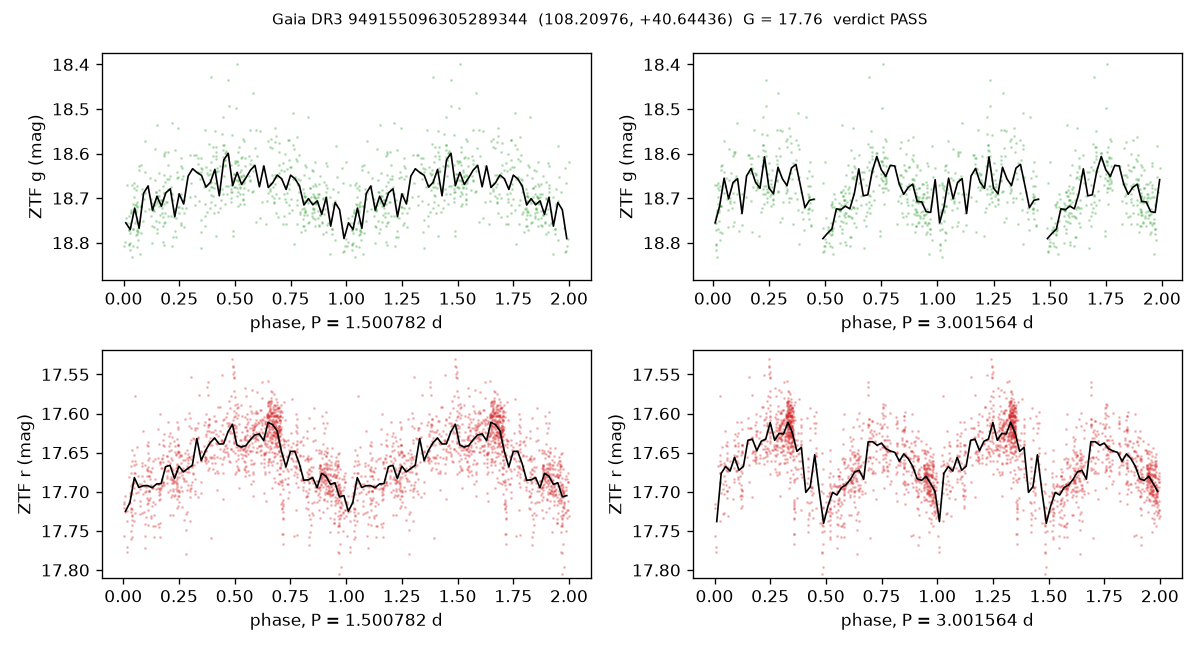 Gaia DR3 949155096305289344 (108.20976, +40.64436) G = 17.76 verdict PASS
ZTF g (mag)
18.4
18.5
18.6
18.7
18.8
0.00 0.25 0.50 0.75 1.00 1.25 1.50 1.75 2.00
phase, P = 1.500782 d
ZTF g (mag)
18.4
18.5
18.6
18.7
18.8
0.00 0.25 0.50 0.75 1.00 1.25 1.50 1.75 2.00
phase, P = 3.001564 d
ZTF r (mag)
17.55
17.60
17.65
17.70
17.75
17.80
0.00 0.25 0.50 0.75 1.00 1.25 1.50 1.75 2.00
phase, P = 1.500782 d
ZTF r (mag)
17.55
17.60
17.65
17.70
17.75
17.80
0.00 0.25 0.50 0.75 1.00 1.25 1.50 1.75 2.00
phase, P = 3.001564 d